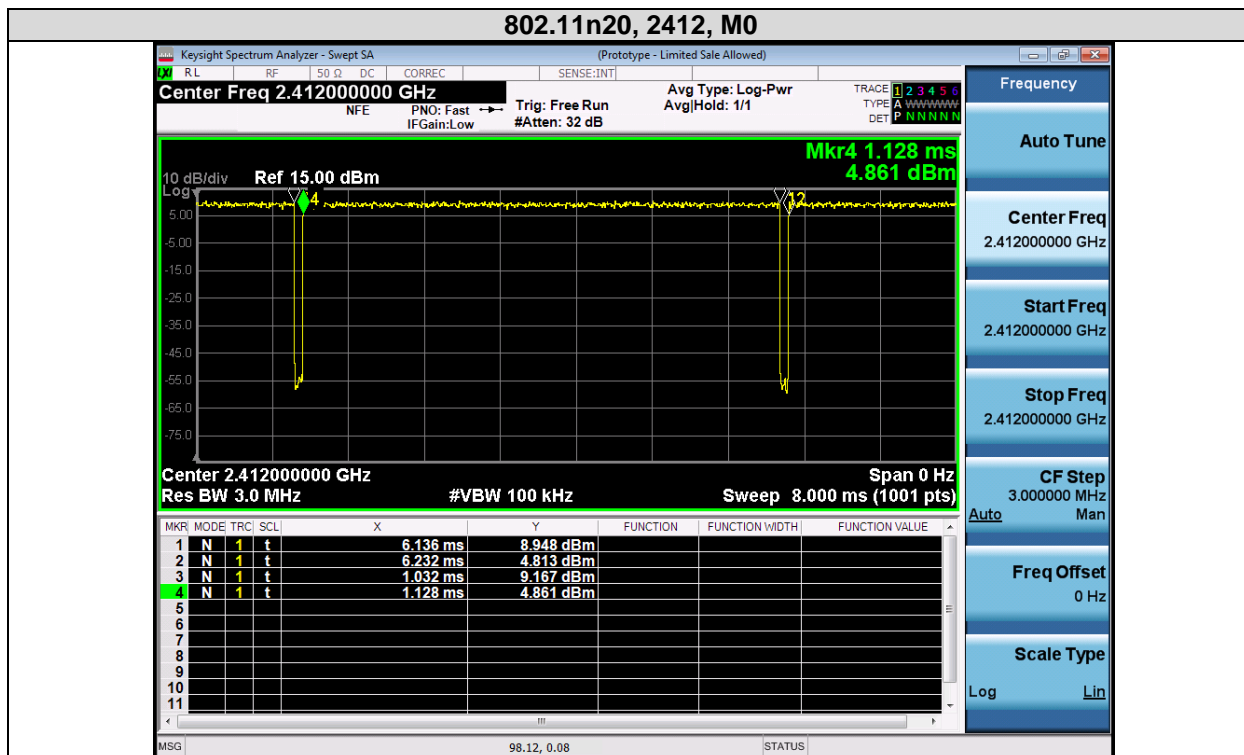 802.11n20, 2412, M0
Keysight Spectrum Analyzer - Swept SA (Prototype - Limited Sale Allowed)
LXI RL RF 50 Ω DC CORREC SENSE:INT
Center Freq 2.412000000 GHz
NFE PNO: Fast IFGain:Low
Trig: Free Run
#Atten: 32 dB
Avg Type: Log-Pwr
Avg|Hold: 1/1
TRACE 1 2 3 4 5 6
TYPE A WWWWW
DET P N N N N N
Mkr4 1.128 ms
4.861 dBm
10 dB/div Ref 15.00 dBm
Log
4
12
5.00
-5.00
-15.0
-25.0
-35.0
-45.0
-55.0
-65.0
-75.0
Center 2.412000000 GHz Span 0 Hz
Res BW 3.0 MHz #VBW 100 kHz Sweep 8.000 ms (1001 pts)
MKR MODE TRC SCL X Y FUNCTION FUNCTION WIDTH FUNCTION VALUE
1 N 1 t 6.136 ms 8.948 dBm
2 N 1 t 6.232 ms 4.813 dBm
3 N 1 t 1.032 ms 9.167 dBm
4 N 1 t 1.128 ms 4.861 dBm
5
6
7
8
9
10
11
MSG 98.12, 0.08 STATUS
Frequency
Auto Tune
Center Freq
2.412000000 GHz
Start Freq
2.412000000 GHz
Stop Freq
2.412000000 GHz
CF Step
3.000000 MHz
Auto Man
Freq Offset
0 Hz
Scale Type
Log Lin